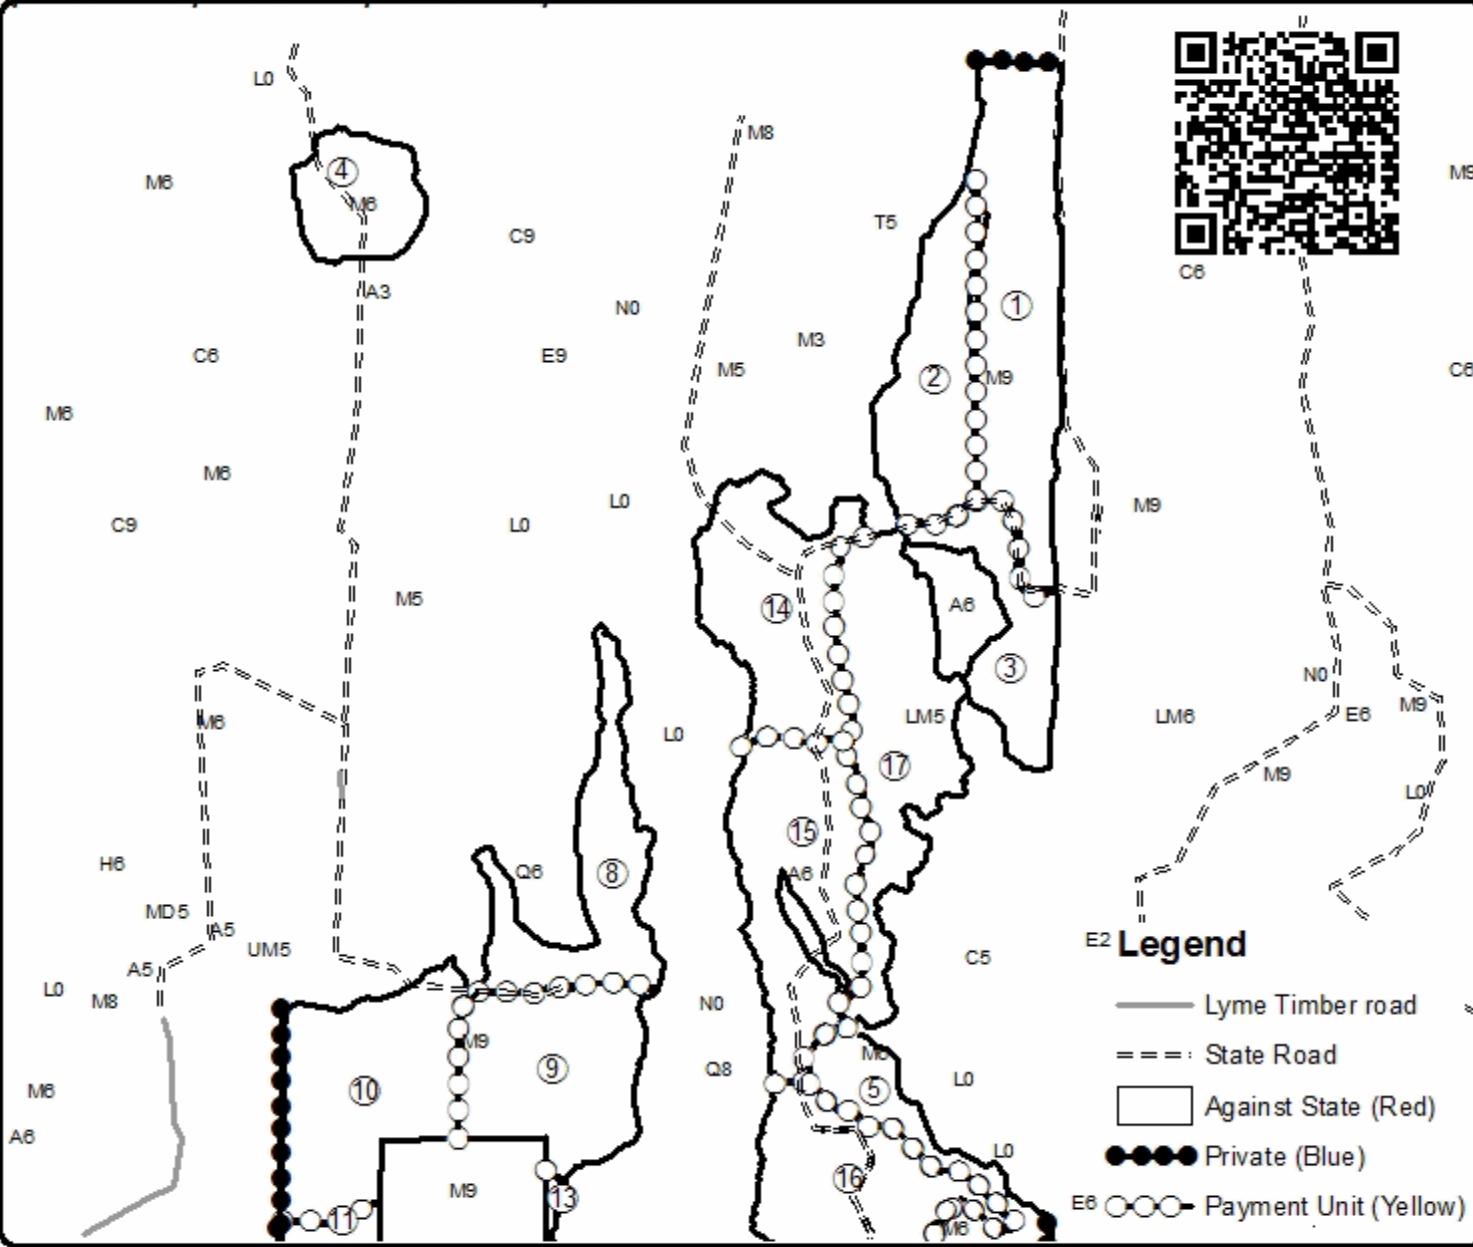 L0
M8
4
M6
M6
M9
T5
C9
A3
C6
N0
1
M3
C6
E9
M5
2
M9
C6
M6
M6
L0
M9
C9
L0
M5
14
A6
3
N0
M9
M6
L0
LM5
LM6
E6
17
M9
L0
15
H6
Q6
8
A6
MD5
A5
UM5
E2
Legend
C5
A5
L0
M8
N0
Lyme Timber road
M9
M6
State Road
9
Q8
L0
M6
10
5
Against State (Red)
A6
L0
Private (Blue)
M9
13
16
11
E6
Payment Unit (Yellow)
M6